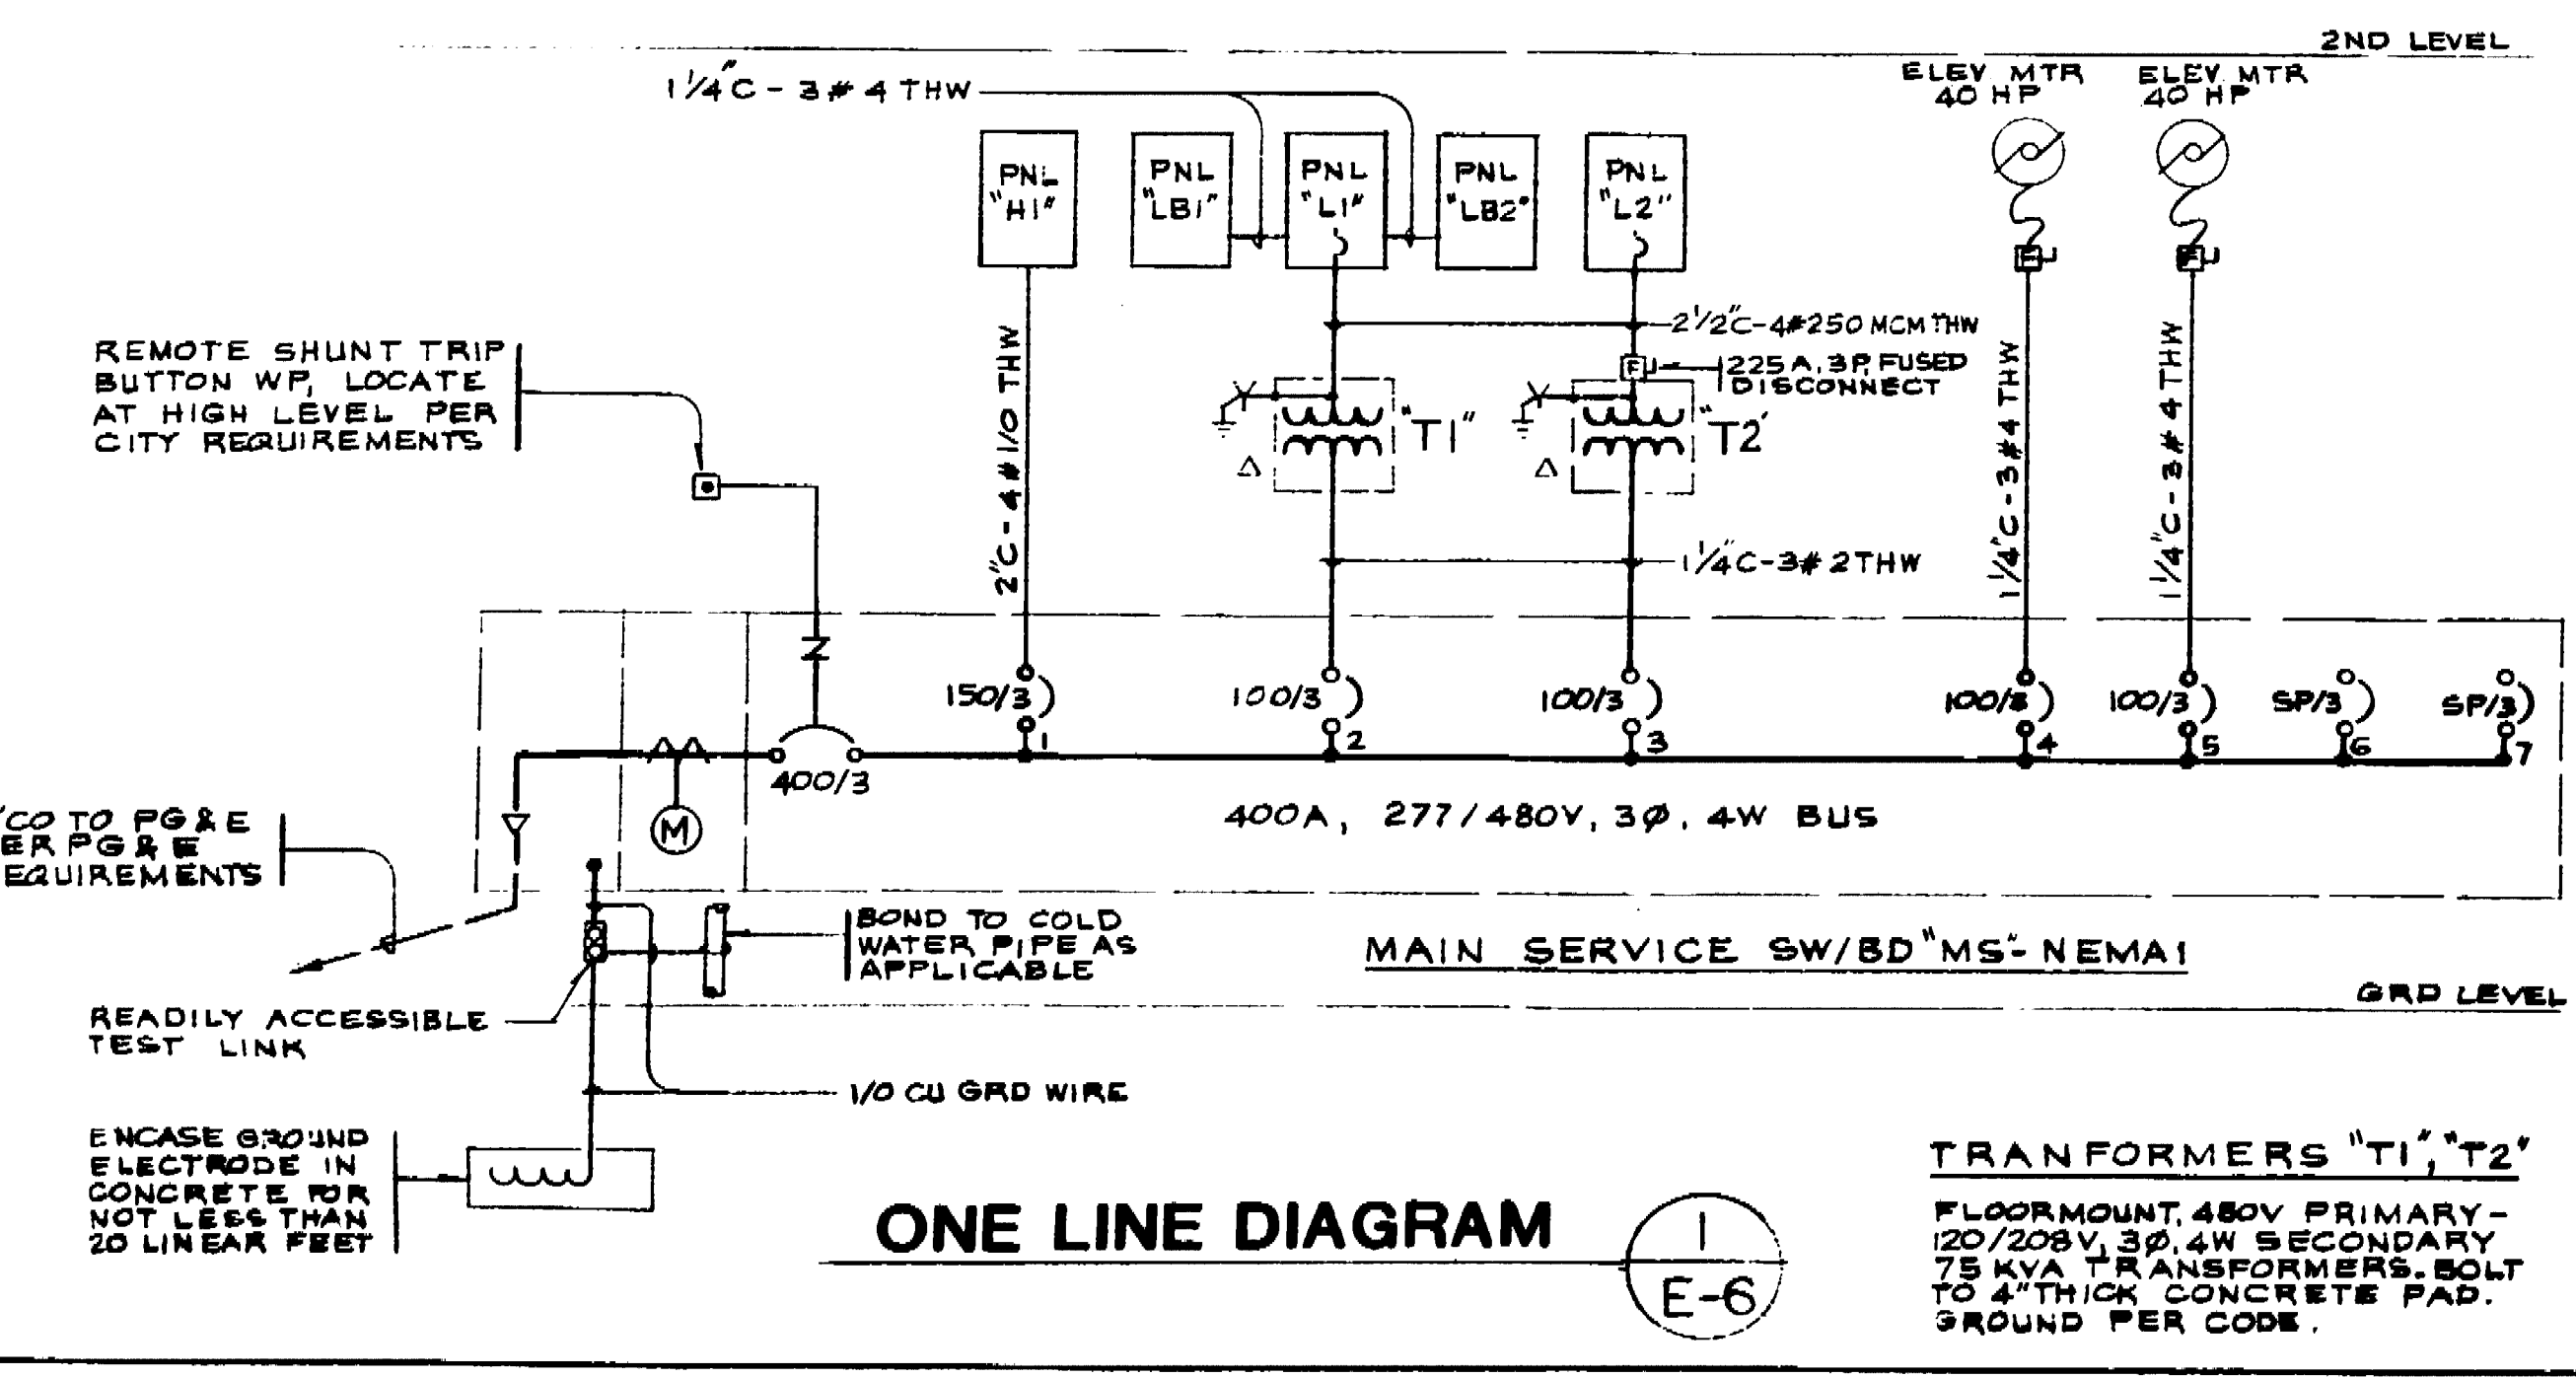 2ND LEVEL
1 1/4"C - 3#4 THW
ELEV MTR
40 HP
ELEV MTR
40 HP
PNL
"H1"
PNL
"LB1"
PNL
"L1"
PNL
"LB2"
PNL
"L2"
REMOTE SHUNT TRIP
BUTTON WP, LOCATE
AT HIGH LEVEL PER
CITY REQUIREMENTS
2"C-4#1/0 THW
2 1/2"C-4#250 MCM THW
F
225A, 3P, FUSED
DISCONNECT
"T1"
"T2'
Δ
Δ
1 1/4"C-3#2THW
1 1/4"C-3#4 THW
1 1/4"C-3#4 THW
F
F
150/3
100/3
100/3
100/3
100/3
SP/3
SP/3
1
2
3
4
5
6
7
400/3
M
400A, 277/480V, 3Ø, 4W BUS
"CO TO PG&E
ER PG&E
EQUIREMENTS
BOND TO COLD
WATER PIPE AS
APPLICABLE
MAIN SERVICE SW/BD "MS"- NEMA1
GRD LEVEL
READILY ACCESSIBLE
TEST LINK
1/0 CU GRD WIRE
ENCASE GROUND
ELECTRODE IN
CONCRETE FOR
NOT LESS THAN
20 LINEAR FEET
ONE LINE DIAGRAM
1
E-6
TRANFORMERS "T1", "T2"
FLOORMOUNT, 480V PRIMARY-
120/208V, 3Ø, 4W SECONDARY
75 KVA TRANSFORMERS. BOLT
TO 4" THICK CONCRETE PAD.
GROUND PER CODE.